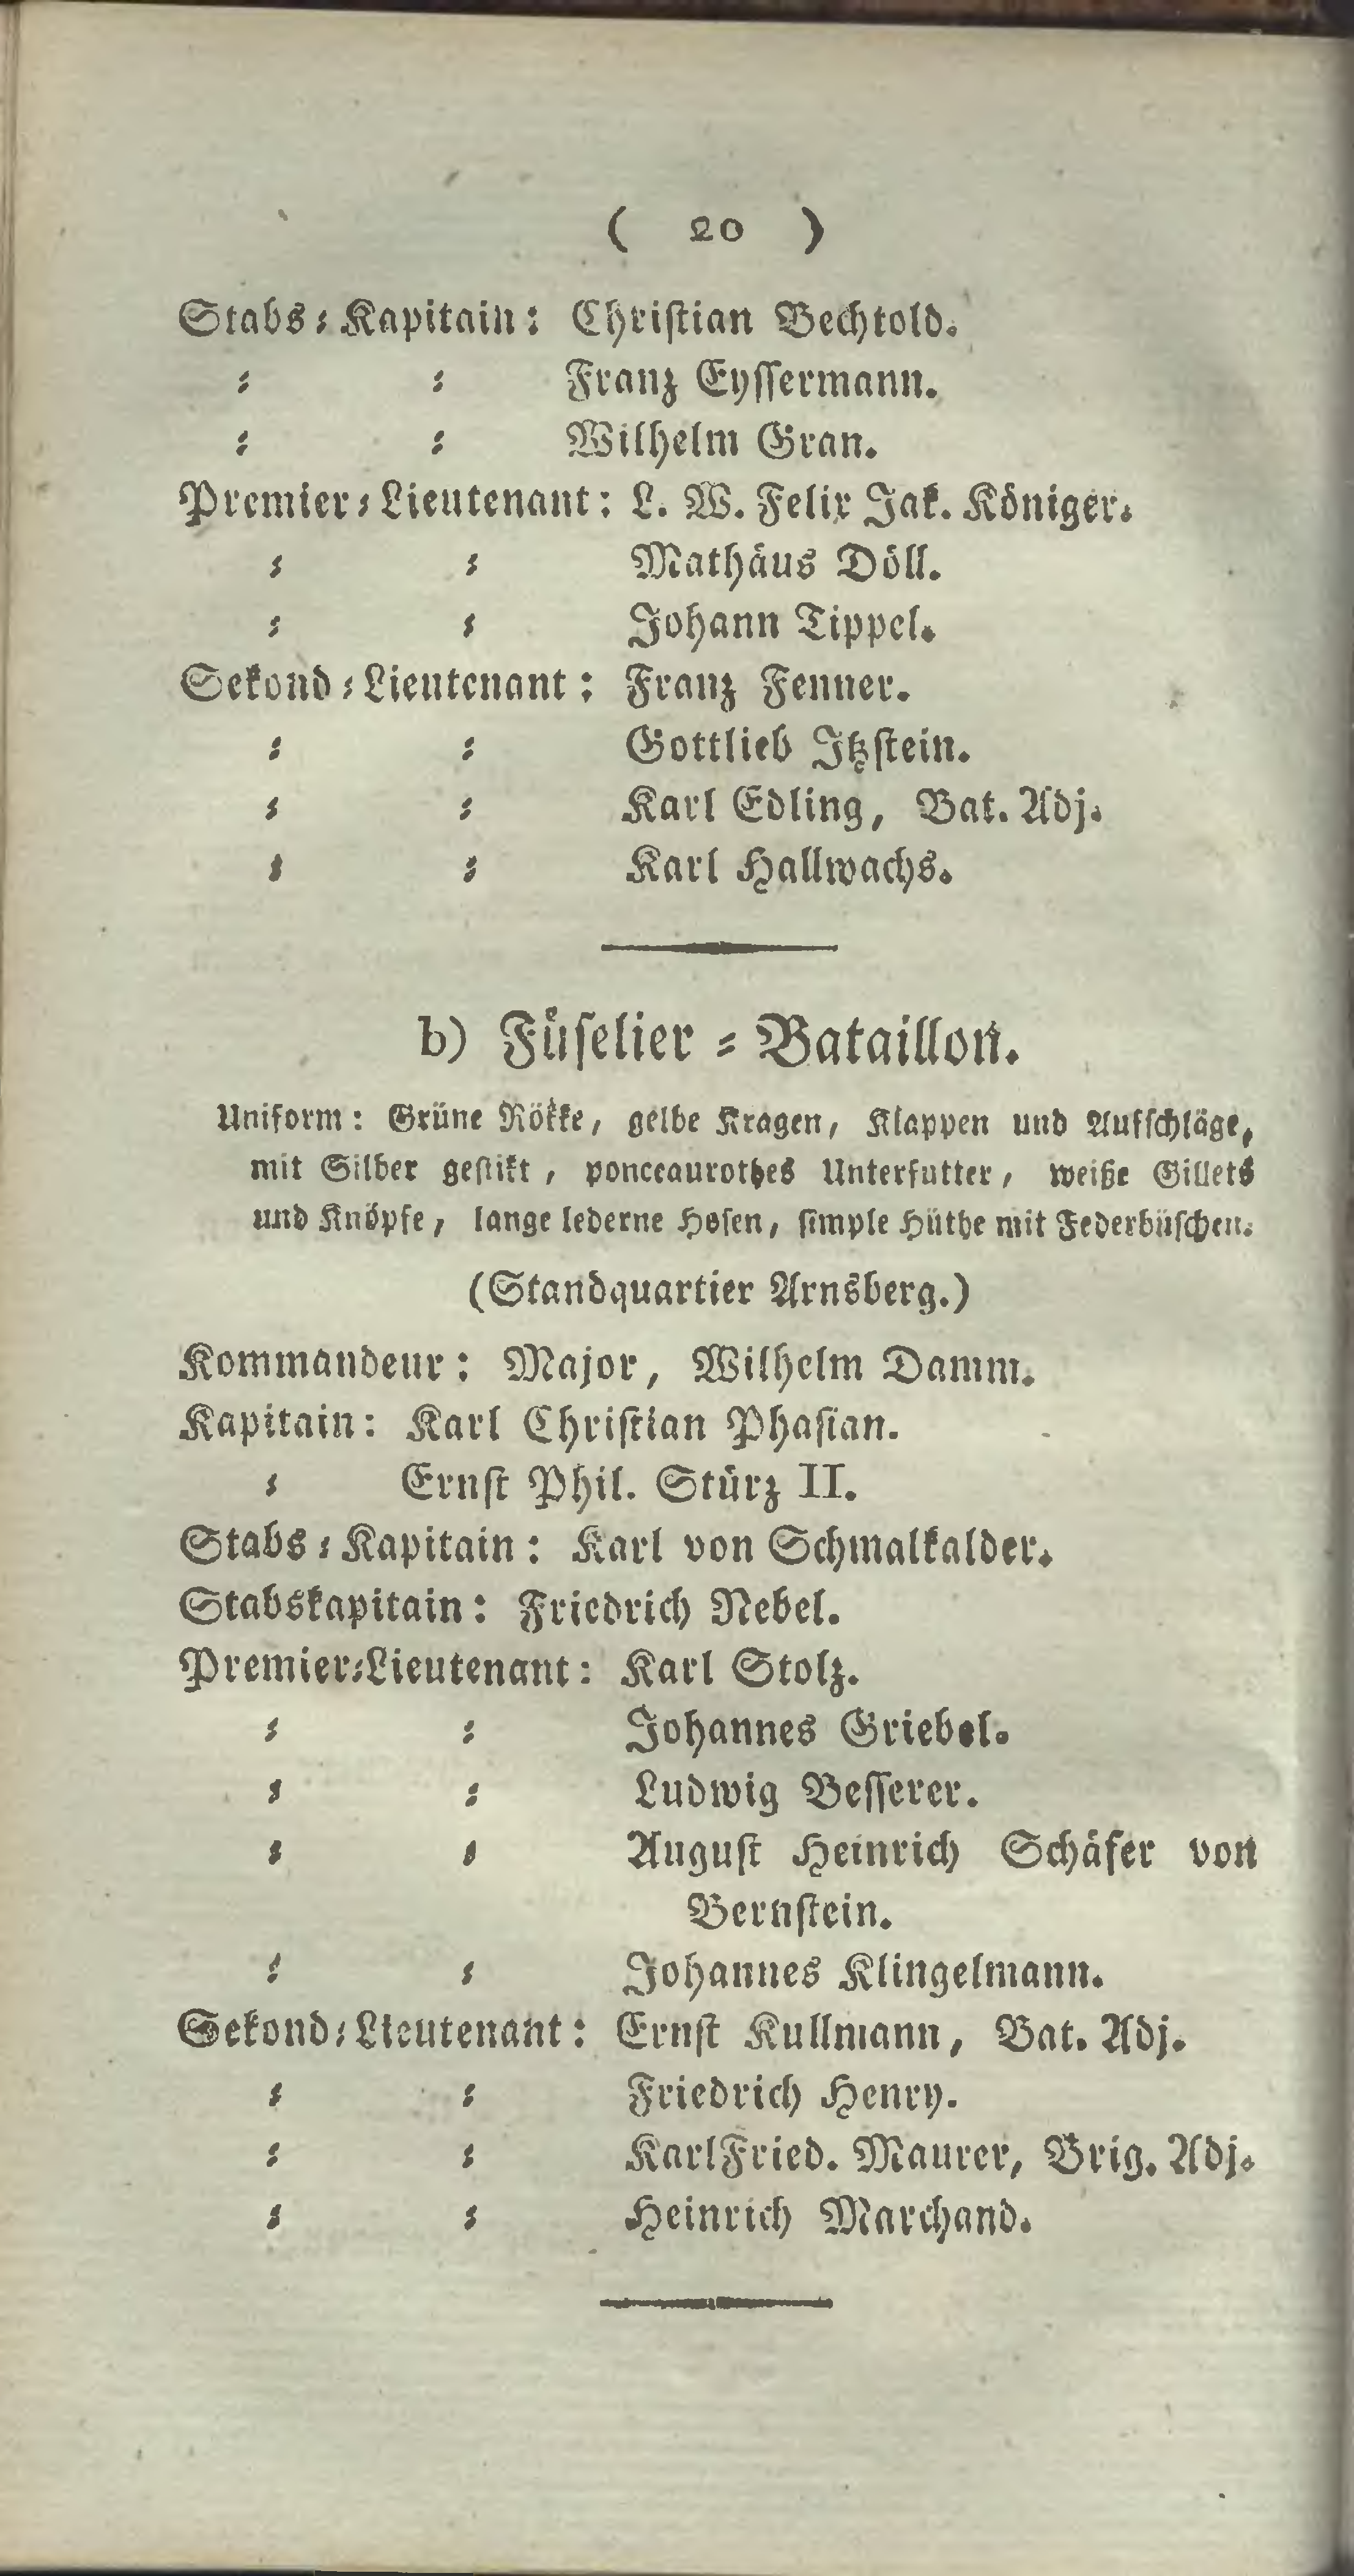 ( 20 )
Stabs⸗Kapitain: Christian Bechtold.
⸗ ⸗ Franz Eyssermann.
⸗ ⸗ Wilhelm Gran.
Premier⸗Lieutenant: L. W. Felix Jak. Königer.
⸗ ⸗ Mathäus Döll.
⸗ ⸗ Johann Tippel.
Sekond⸗Lieutenant: Franz Fenner.
⸗ ⸗ Gottlieb Itzstein.
⸗ ⸗ Karl Edling, Bat. Adj.
⸗ ⸗ Karl Hallwachs.
b) Füselier⸗Bataillon.
Uniform: Grüne Rökke, gelbe Kragen, Klappen und Aufschläge,
mit Silber gestikt, ponceaurothes Unterfutter, weiße Gillets
und Knöpfe, lange lederne Hosen, simple Hüthe mit Federbüschen.
(Standquartier Arnsberg.)
Kommandeur: Major, Wilhelm Damm.
Kapitain: Karl Christian Phasian.
⸗ Ernst Phil. Stürz II.
Stabs⸗Kapitain: Karl von Schmalkalder.
Stabskapitain: Friedrich Nebel.
Premier⸗Lieutenant: Karl Stolz.
⸗ ⸗ Johannes Griebel.
⸗ ⸗ Ludwig Besserer.
⸗ ⸗ August Heinrich Schäfer von
Bernstein.
⸗ ⸗ Johannes Klingelmann.
Sekond⸗Lieutenant: Ernst Kullmann, Bat. Adj.
⸗ ⸗ Friedrich Henry.
⸗ ⸗ Karl Fried. Maurer, Brig. Adj.
⸗ ⸗ Heinrich Marchand.